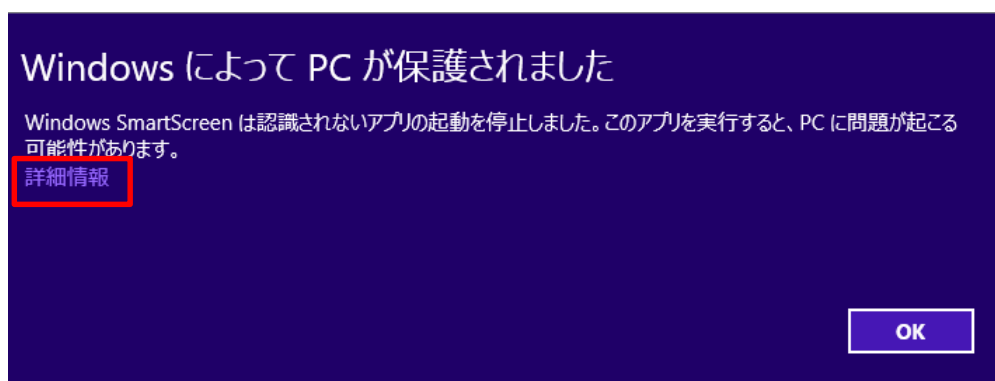 Windows によって PC が保護されました
Windows SmartScreen は認識されないアプリの起動を停止しました。このアプリを実行すると、PC に問題が起こる
可能性があります。
詳細情報
OK